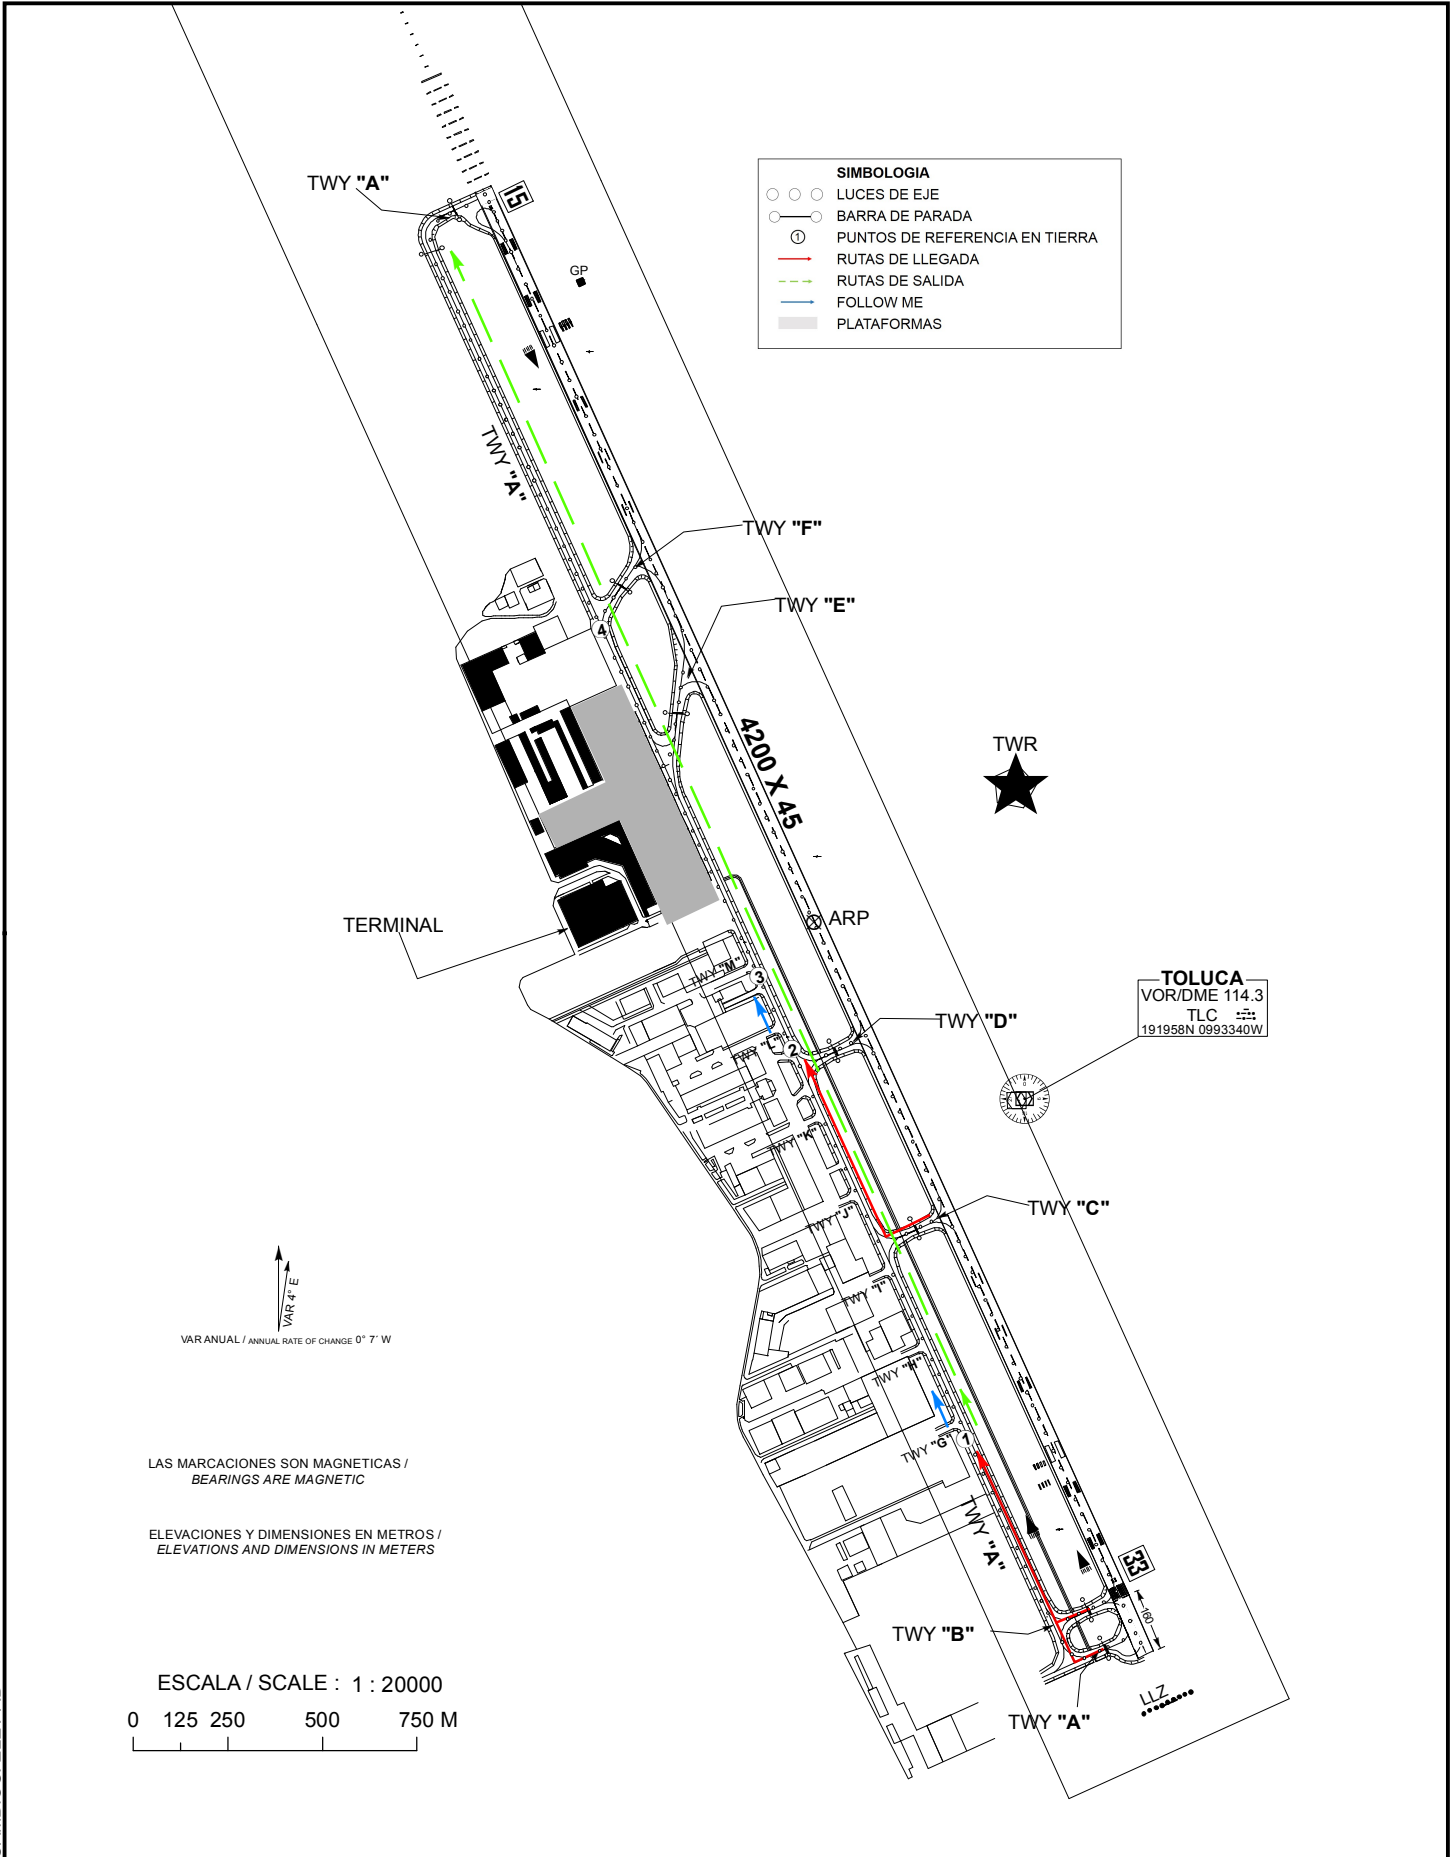 TWY "A"
15
SIMBOLOGIA
LUCES DE EJE
BARRA DE PARADA
1 PUNTOS DE REFERENCIA EN TIERRA
RUTAS DE LLEGADA
RUTAS DE SALIDA
FOLLOW ME
PLATAFORMAS
GP
TWY "A"
TWY "F"
TWY "E"
4
4200 X 45
TWR
TERMINAL
ARP
TWY "M"
3
TOLUCA
VOR/DME 114.3
TLC
191958N 0993340W
TWY "D"
TWY "L"
2
TWY "K"
TWY "C"
TWY "J"
TWY "I"
VAR 4° E
VAR ANUAL / ANNUAL RATE OF CHANGE 0° 7' W
TWY "H"
TWY "G"
1
LAS MARCACIONES SON MAGNETICAS /
BEARINGS ARE MAGNETIC
TWY "A"
ELEVACIONES Y DIMENSIONES EN METROS /
ELEVATIONS AND DIMENSIONS IN METERS
33
160
TWY "B"
ESCALA / SCALE : 1 : 20000
0 125 250 500 750 M
LLZ
TWY "A"